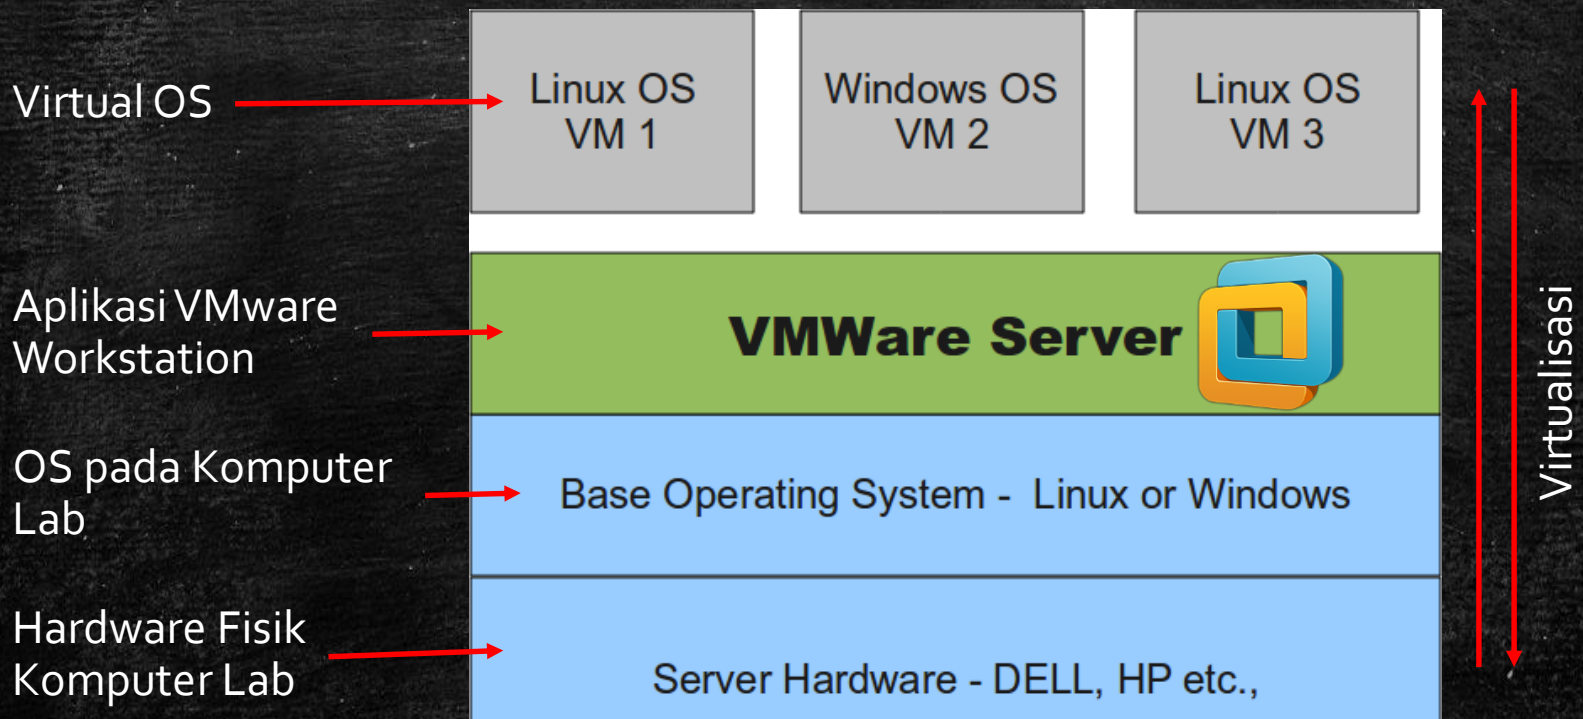 Virtual OS
Linux OS
VM 1
Windows OS
VM 2
Linux OS
VM 3
Aplikasi VMware
Workstation
VMWare Server
OS pada Komputer
Lab
Base Operating System - Linux or Windows
Hardware Fisik
Komputer Lab
Server Hardware - DELL, HP etc.,
Virtualisasi